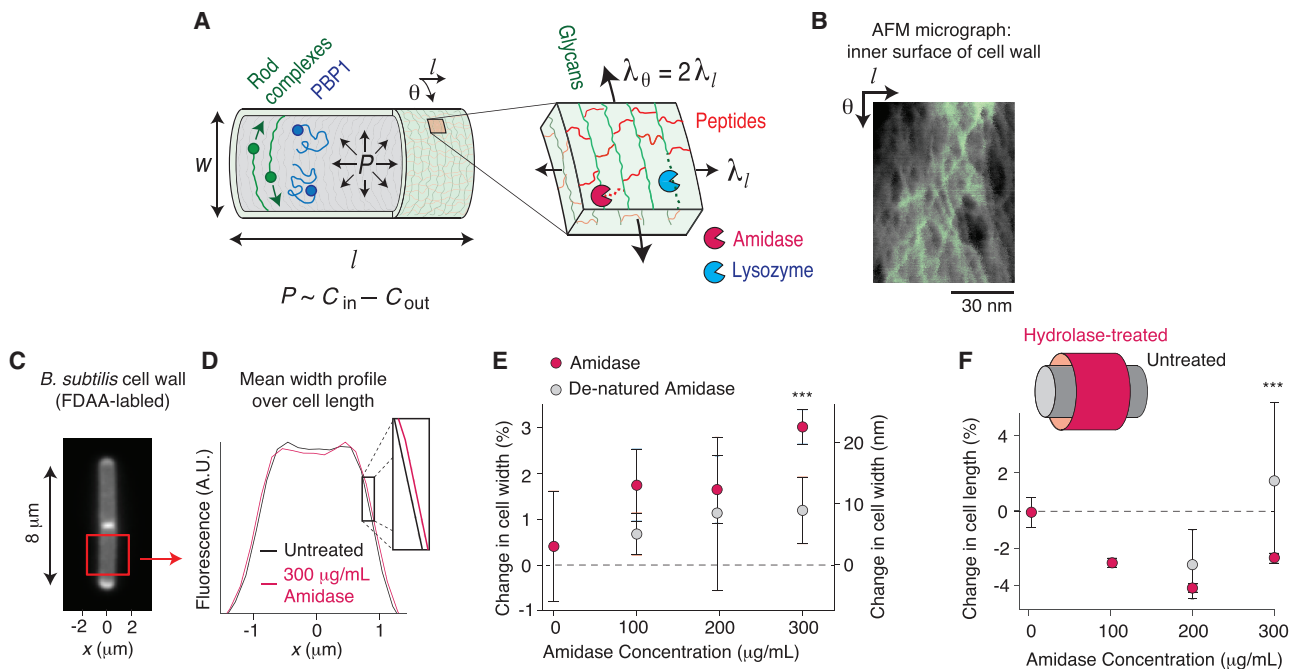 A
Rod
complexes
PBP1
l
θ
W
P
l
P ~ C in − C out
Glycans
λθ = 2λl
Peptides
λl
Amidase
Lysozyme
B
AFM micrograph:
inner surface of cell wall
l
θ
30 nm
C
B. subtilis cell wall
(FDAA-labled)
8 μm
-2 0 2
x (μm)
D
Mean width profile
over cell length
Fluorescence (A.U.)
Untreated
300 μg/mL
Amidase
-1 0 1
x (μm)
E
Amidase
De-natured Amidase
***
Change in cell width (%)
3
2
1
0
-1
Change in cell width (nm)
20
10
0
0 100 200 300
Amidase Concentration (μg/mL)
F
Hydrolase-treated
Untreated
***
Change in cell length (%)
4
2
0
-2
-4
0 100 200 300
Amidase Concentration (μg/mL)